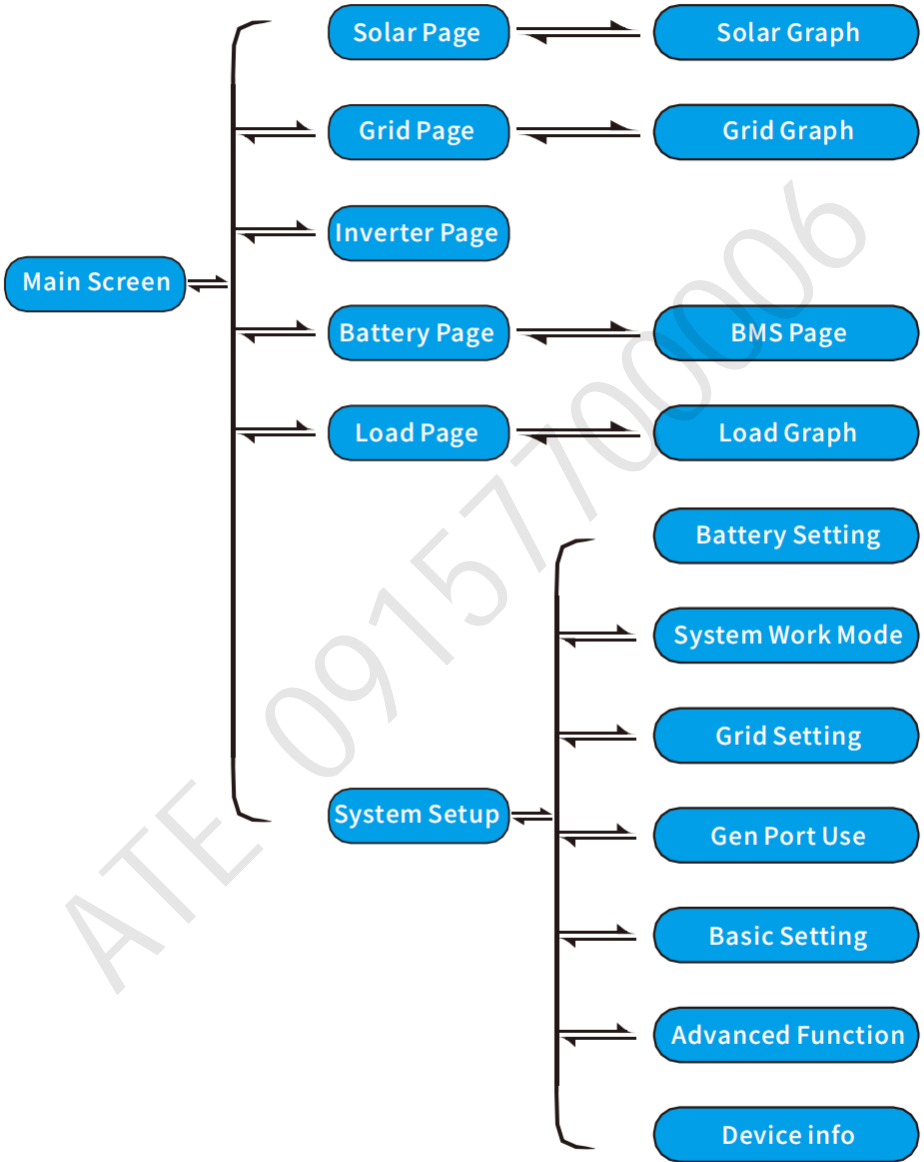 Solar Page
Solar Graph
Grid Page
Grid Graph
Inverter Page
Main Screen
Battery Page
BMS Page
Load Page
Load Graph
Battery Setting
System Work Mode
Grid Setting
System Setup
Gen Port Use
Basic Setting
Advanced Function
Device info
ATE 09157700006